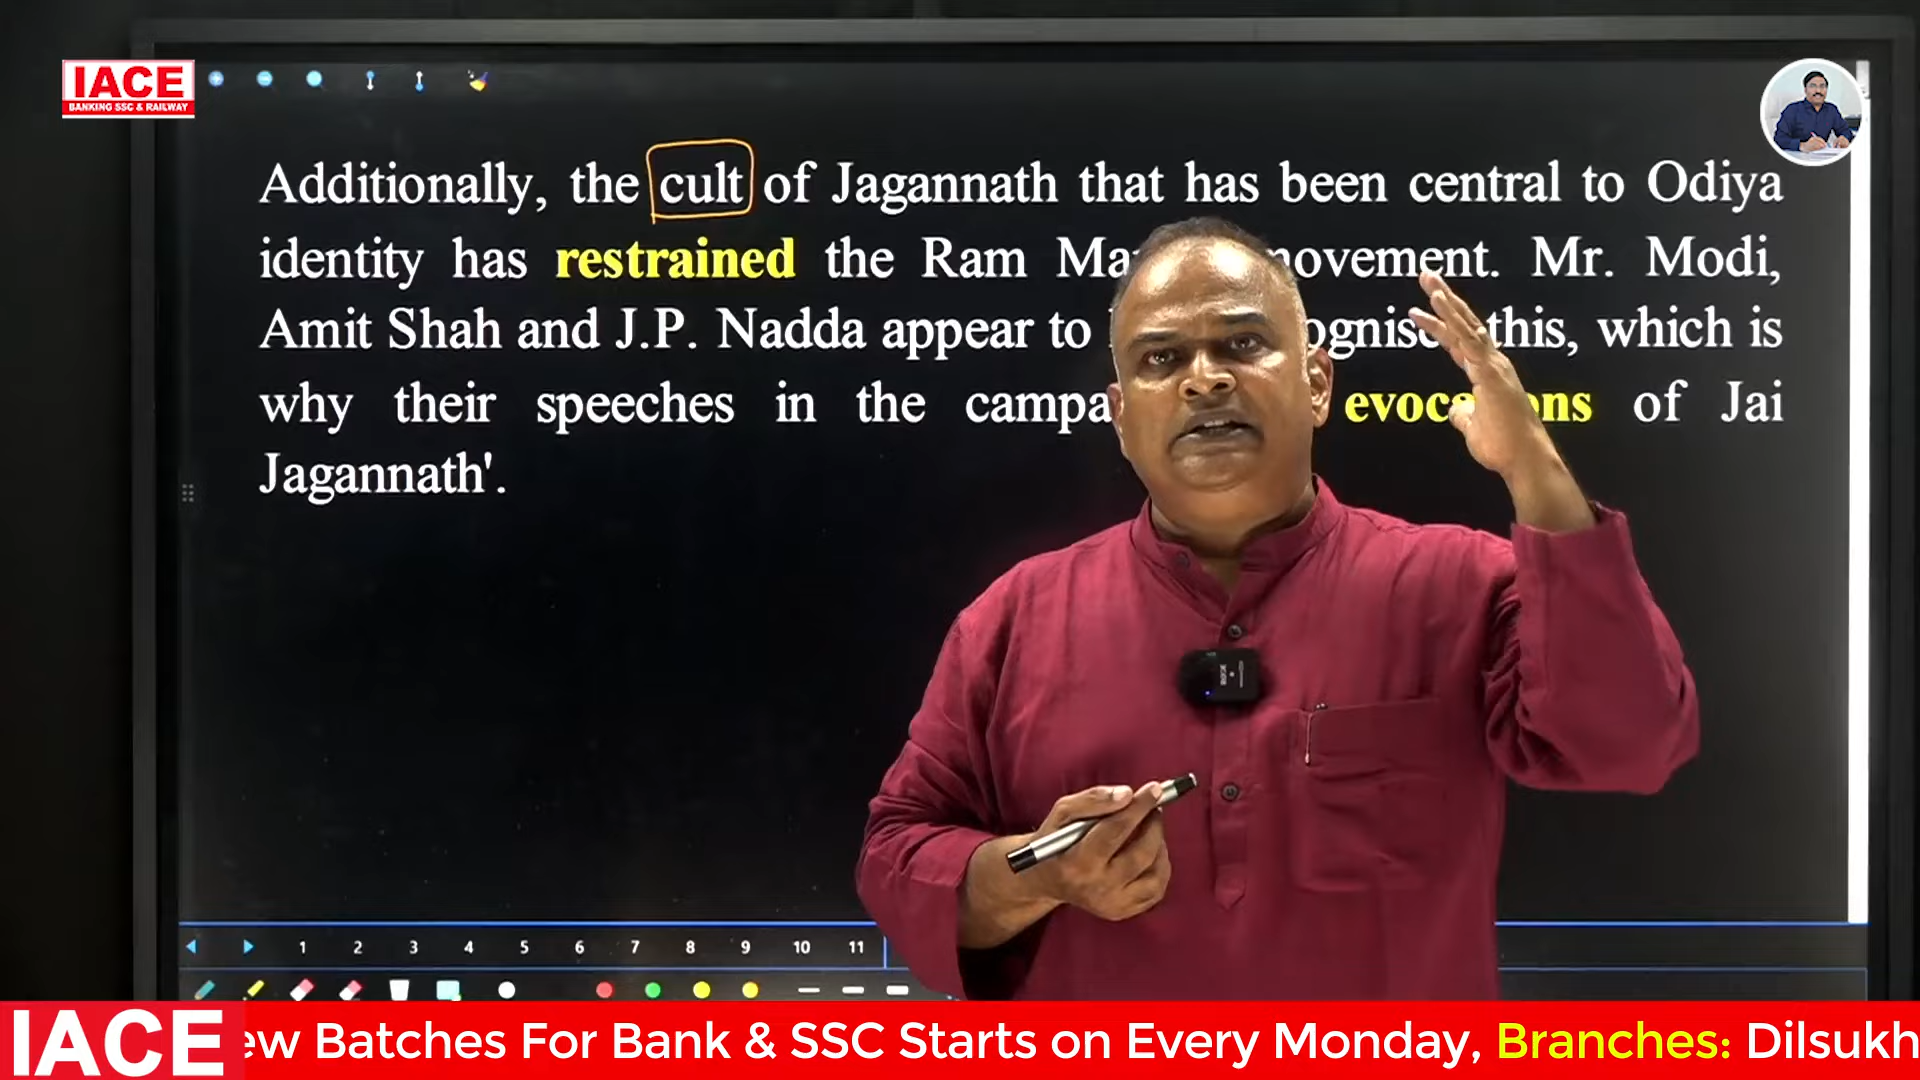 IACE
BANKING SSC & RAILWAY
Additionally, the cult of Jagannath that has been central to Odiya
identity has restrained the Ram movement. Mr. Modi,
Amit Shah and J.P. Nadda appear to this, which is
why their speeches in the of Jai
Jagannath'.
1 2 3 4 5 6 7 8 9 10 11
IACE
ew Batches For Bank & SSC Starts on Every Monday, Branches: Dilsukh